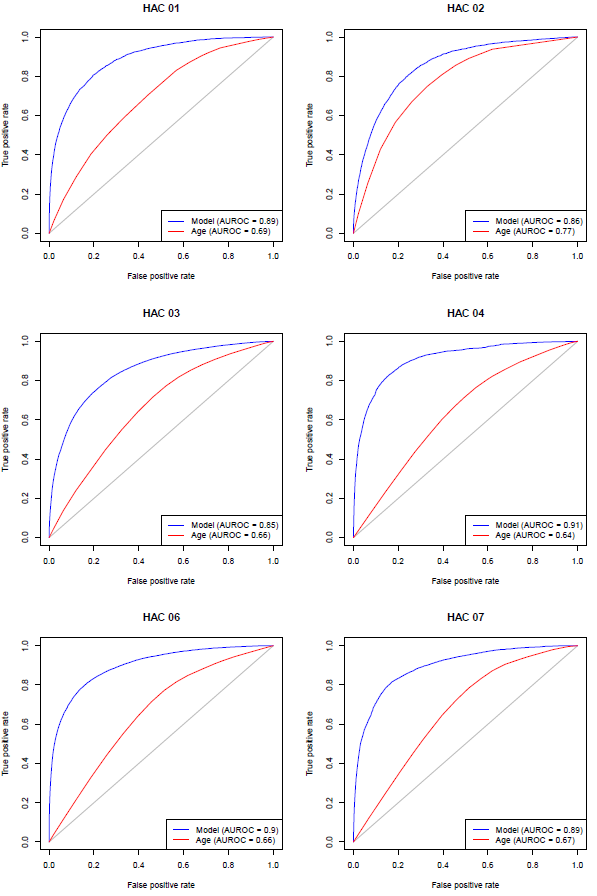 HAC 01
True positive rate
1.0
0.8
0.6
0.4
0.2
0.0
Model (AUROC = 0.89)
Age (AUROC = 0.69)
0.0 0.2 0.4 0.6 0.8 1.0
False positive rate
HAC 02
True positive rate
1.0
0.8
0.6
0.4
0.2
0.0
Model (AUROC = 0.86)
Age (AUROC = 0.77)
0.0 0.2 0.4 0.6 0.8 1.0
False positive rate
HAC 03
True positive rate
1.0
0.8
0.6
0.4
0.2
0.0
Model (AUROC = 0.85)
Age (AUROC = 0.66)
0.0 0.2 0.4 0.6 0.8 1.0
False positive rate
HAC 04
True positive rate
1.0
0.8
0.6
0.4
0.2
0.0
Model (AUROC = 0.91)
Age (AUROC = 0.64)
0.0 0.2 0.4 0.6 0.8 1.0
False positive rate
HAC 06
True positive rate
1.0
0.8
0.6
0.4
0.2
0.0
Model (AUROC = 0.9)
Age (AUROC = 0.66)
0.0 0.2 0.4 0.6 0.8 1.0
False positive rate
HAC 07
True positive rate
1.0
0.8
0.6
0.4
0.2
0.0
Model (AUROC = 0.89)
Age (AUROC = 0.67)
0.0 0.2 0.4 0.6 0.8 1.0
False positive rate